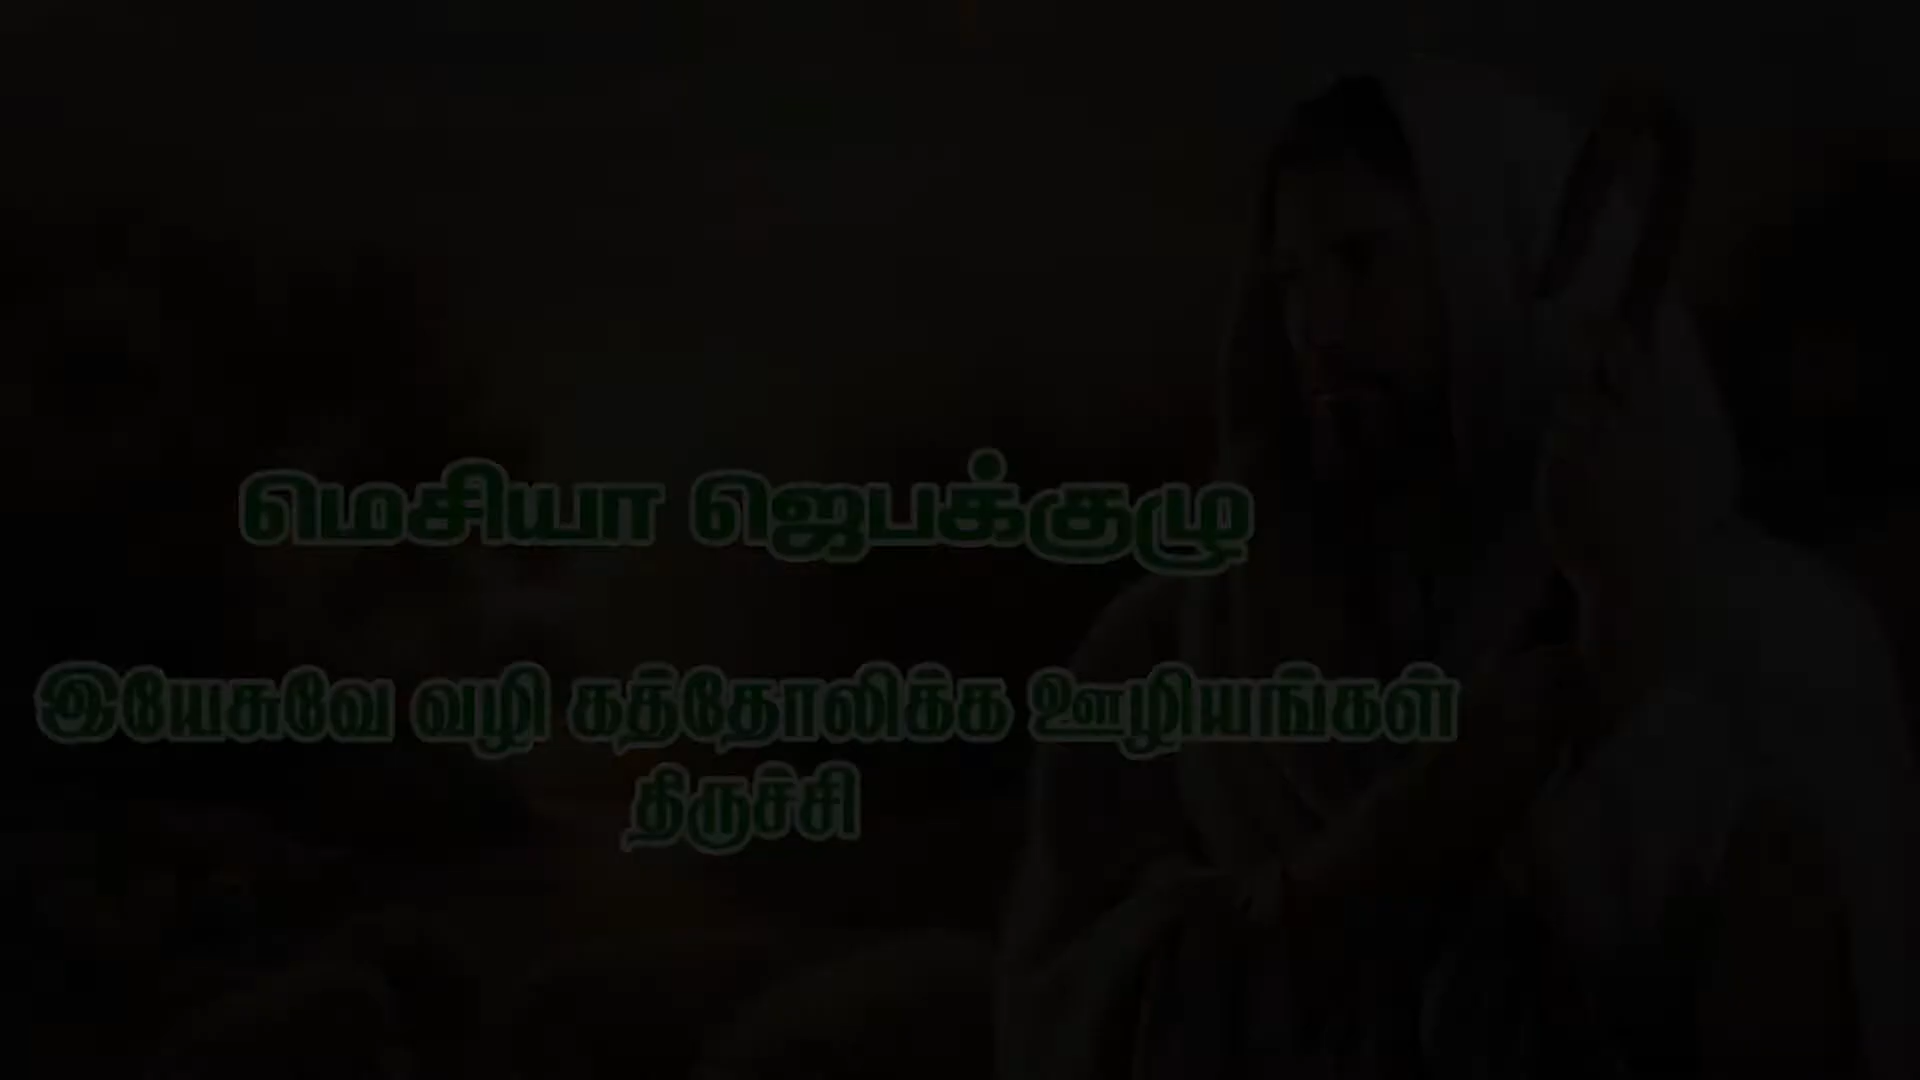 மெசியா ஜெபக்குழு
இயேசுவே வழி கத்தோலிக்க ஊழியங்கள்
திருச்சி